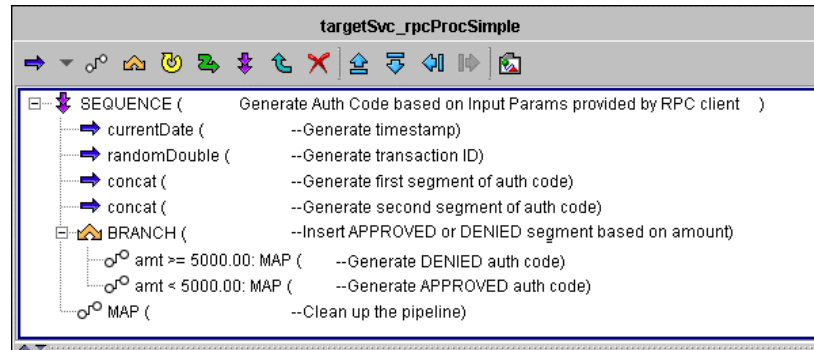 targetSvc_rpcProcSimple
SEQUENCE ( Generate Auth Code based on Input Params provided by RPC client )
currentDate ( --Generate timestamp)
randomDouble ( --Generate transaction ID)
concat ( --Generate first segment of auth code)
concat ( --Generate second segment of auth code)
BRANCH ( --Insert APPROVED or DENIED segment based on amount)
amt >= 5000.00: MAP ( --Generate DENIED auth code)
amt < 5000.00: MAP ( --Generate APPROVED auth code)
MAP ( --Clean up the pipeline)